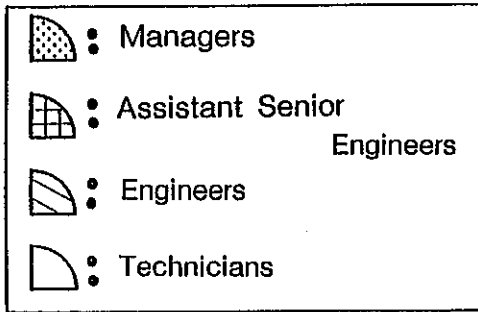 : Managers
: Assistant Senior
Engineers
: Engineers
: Technicians